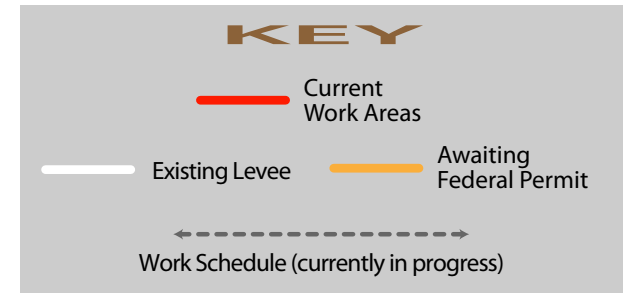 KEY
Current
Work Areas
Existing Levee
Awaiting
Federal Permit
Work Schedule (currently in progress)